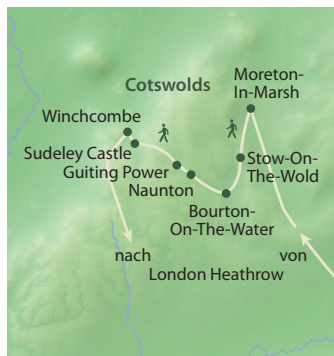 Moreton-
In-Marsh
Cotswolds
Winchcombe
Sudeley Castle
Guiting Power
Naunton
Stow-On-
The-Wold
Bourton-
On-The-Water
nach
von
London Heathrow